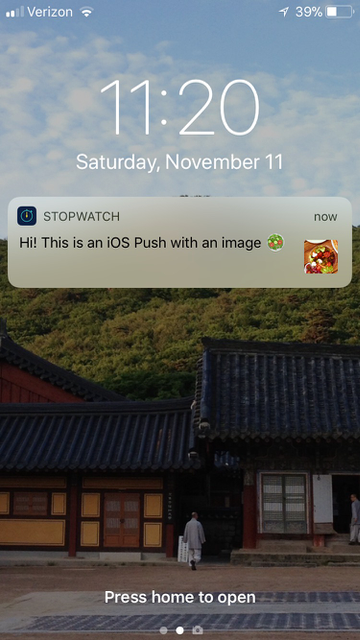 Verizon 39%
11:20
Saturday, November 11
STOPWATCH now
Hi! This is an iOS Push with an image 🥗
Press home to open